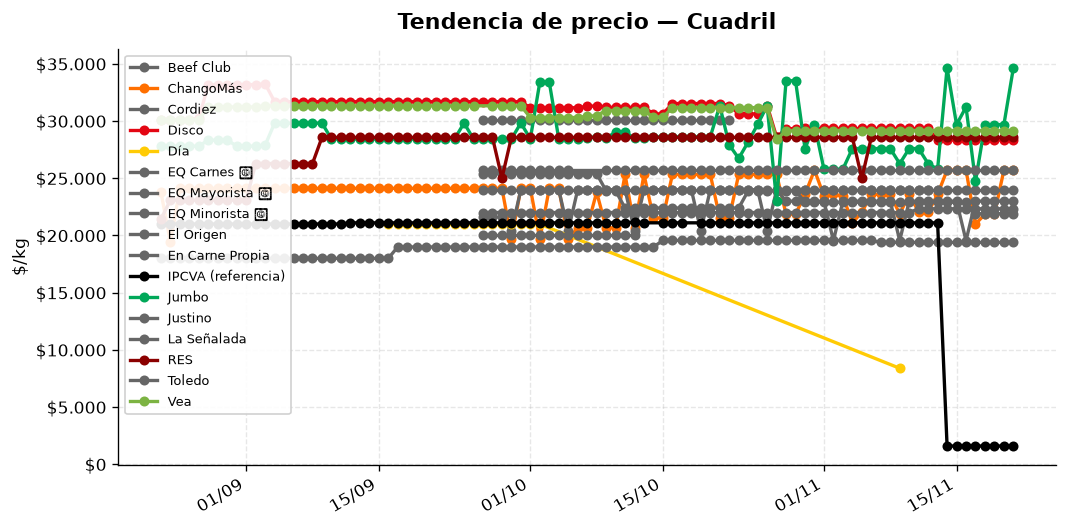 Tendencia de precio — Cuadril
$/kg
$35.000
$30.000
$25.000
$20.000
$15.000
$10.000
$5.000
$0
Beef Club
ChangoMás
Cordiez
Disco
Día
EQ Carnes
EQ Mayorista
EQ Minorista
El Origen
En Carne Propia
IPCVA (referencia)
Jumbo
Justino
La Señalada
RES
Toledo
Vea
01/09
15/09
01/10
15/10
01/11
15/11